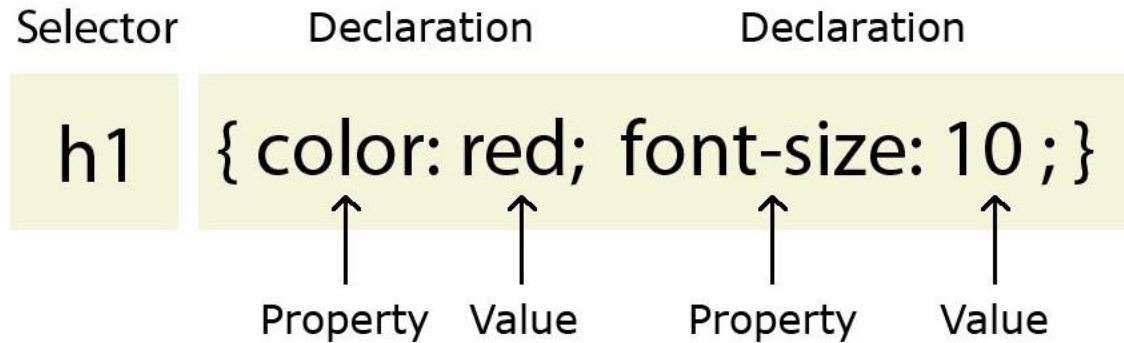 Selector Declaration Declaration
h1 { color: red; font-size: 10 ; }
Property Value Property Value